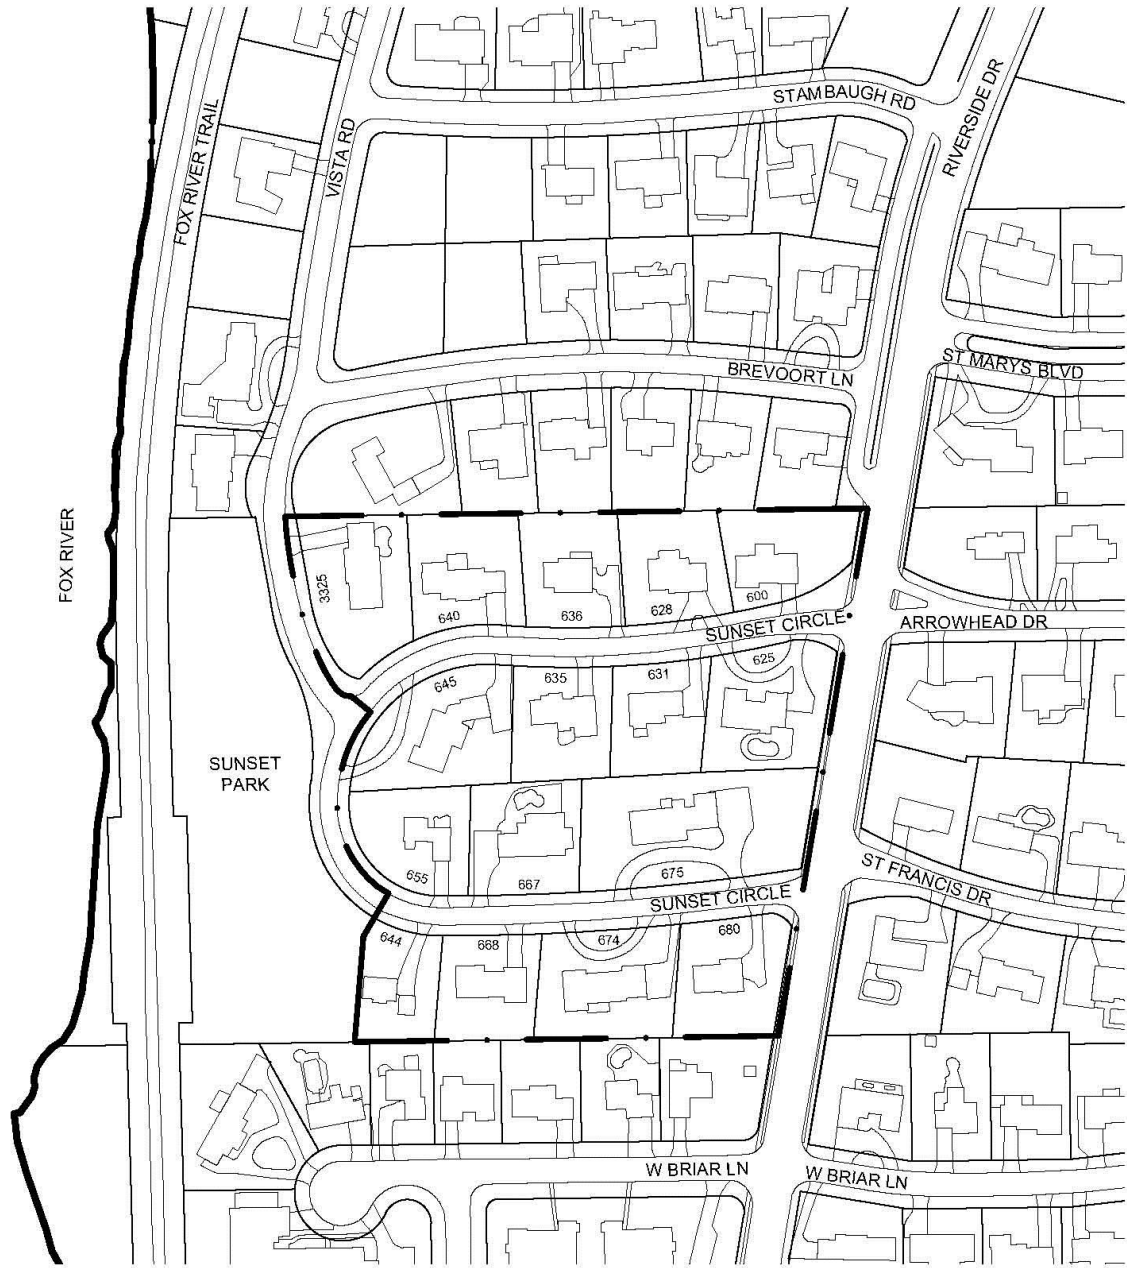 STAMBAUGH RD
RIVERSIDE DR
FOX RIVER TRAIL
VISTA RD
ST MARYS BLVD
BREVOORT LN
FOX RIVER
3325
640
636
628
600
SUNSET CIRCLE
ARROWHEAD DR
645
635
631
625
SUNSET
PARK
655
667
675
ST FRANCIS DR
SUNSET CIRCLE
644
668
674
680
W BRIAR LN
W BRIAR LN